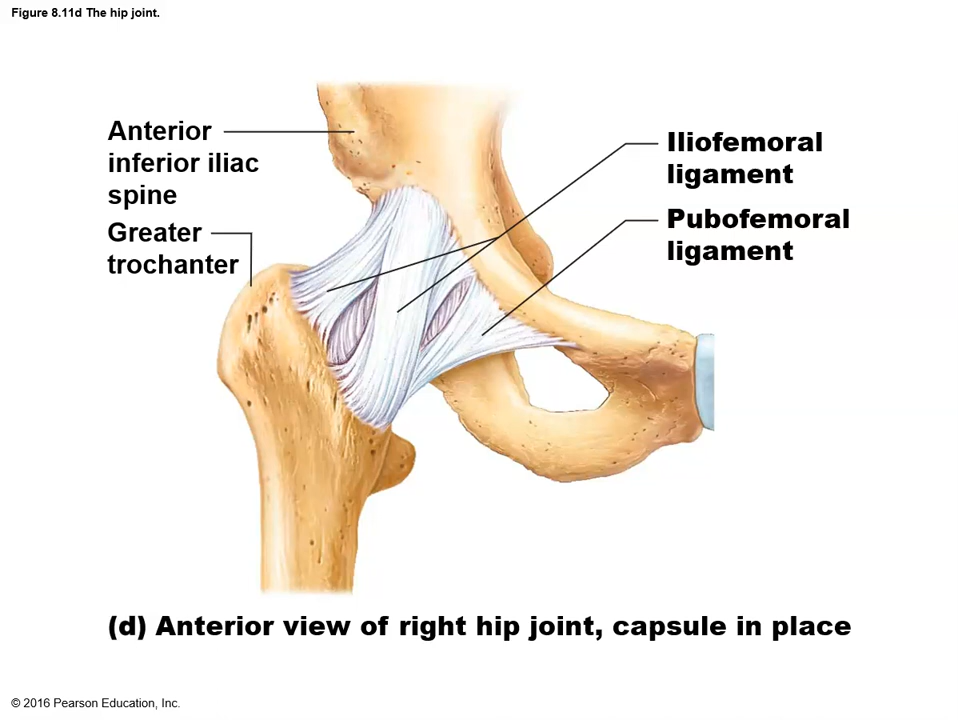 Figure 8.11d The hip joint.
Anterior
inferior iliac
spine
Greater
trochanter
Iliofemoral
ligament
Pubofemoral
ligament
(d) Anterior view of right hip joint, capsule in place
© 2016 Pearson Education, Inc.